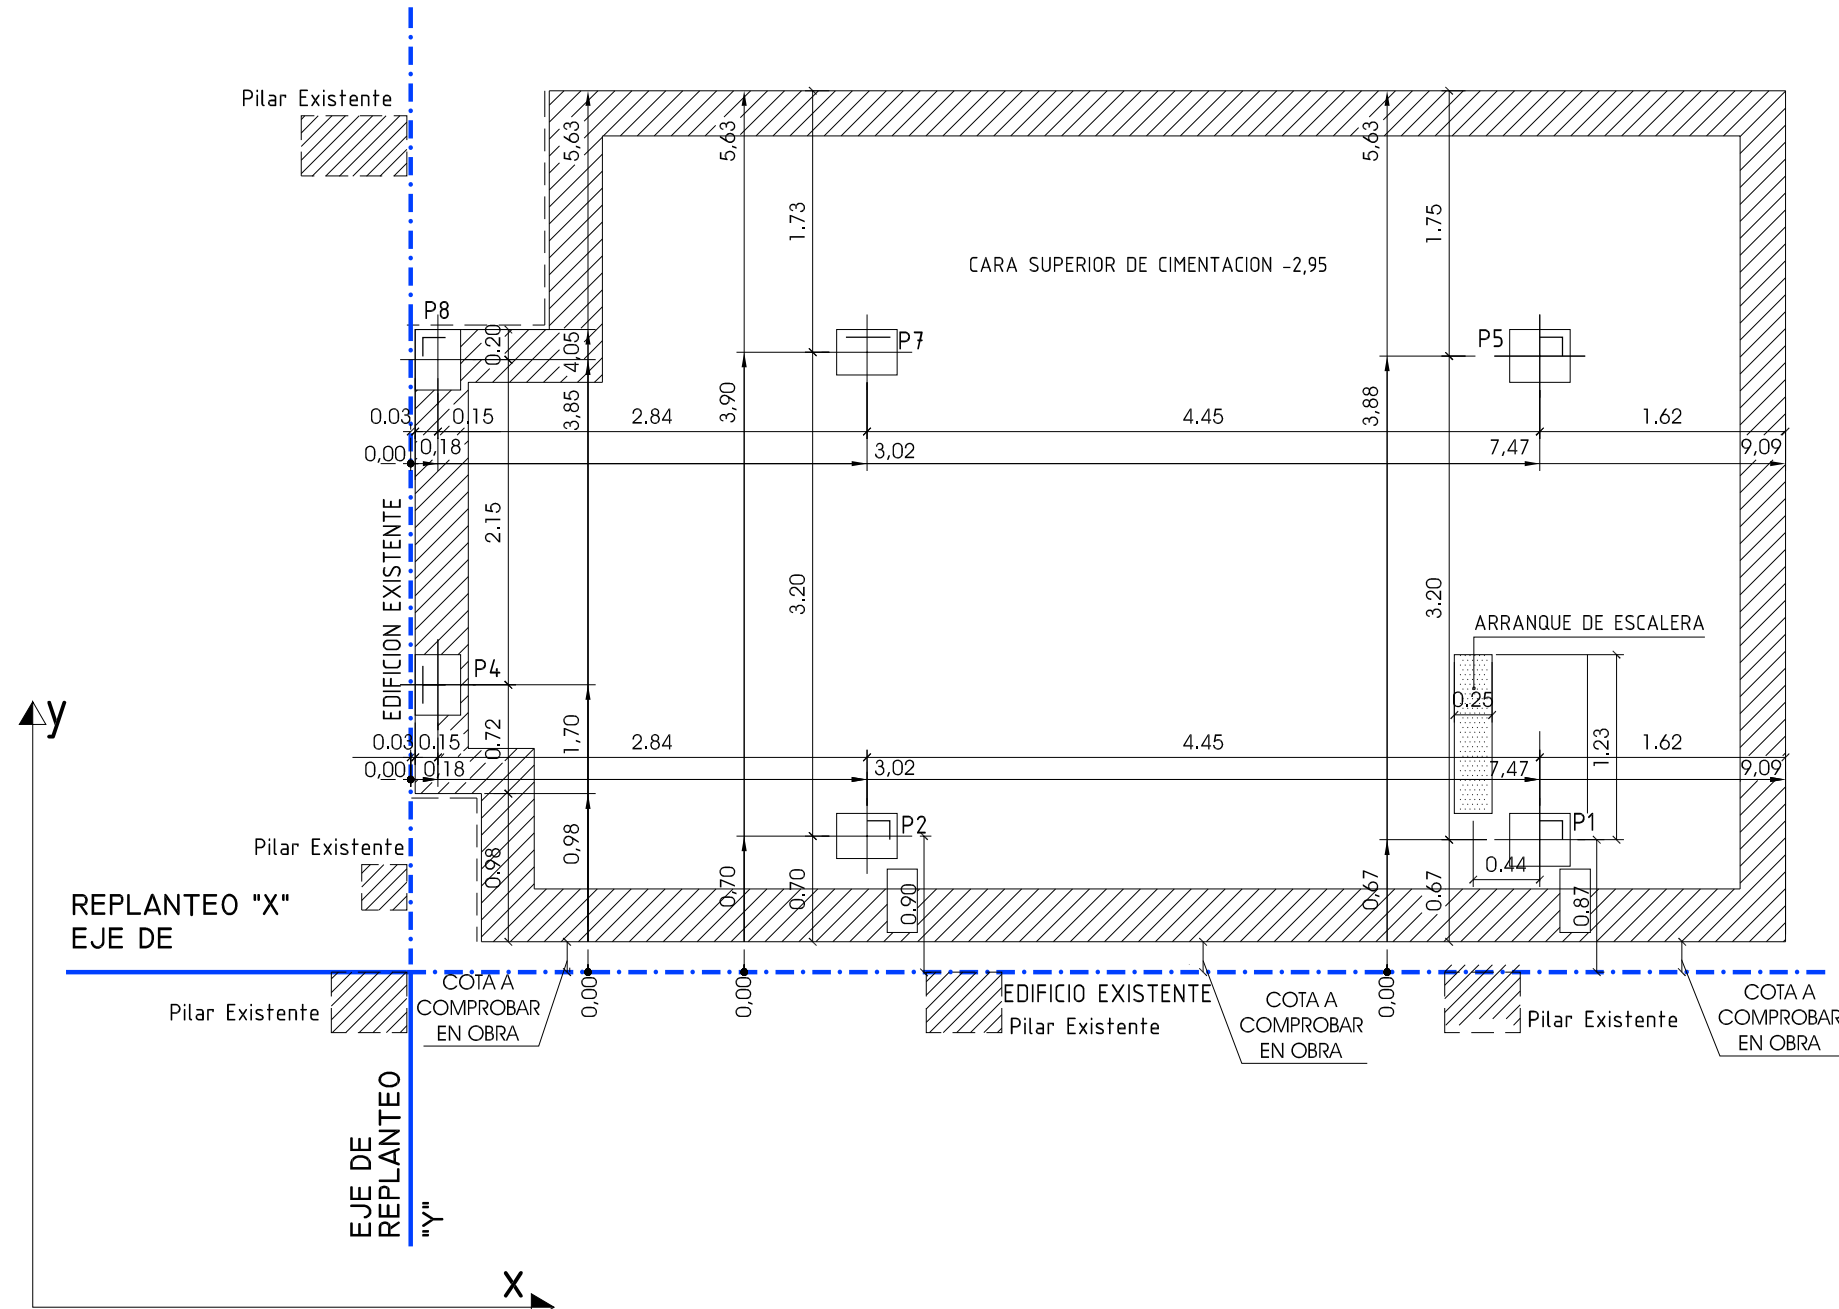 Pilar Existente
5,63
5,63
5,63
1.73
1.75
CARA SUPERIOR DE CIMENTACION -2,95
P8
P7
P5
0.20
4,05
3,85
3,90
3,88
0.03
0.15
2.84
4.45
1.62
0,00
0,18
3,02
7,47
9,09
EDIFICION EXISTENTE
2.15
3.20
3.20
ARRANQUE DE ESCALERA
P4
0.25
y
0.72
1,70
1.23
0.03
0.15
2.84
4.45
1.62
0,00
0,18
3,02
7,47
9,09
P2
P1
Pilar Existente
0.98
0,98
0,70
0.70
0.90
0,67
0.67
0.44
0.87
REPLANTEO "X"
EJE DE
Pilar Existente
COTA A
COMPROBAR
EN OBRA
0,00
0,00
EDIFICIO EXISTENTE
Pilar Existente
COTA A
COMPROBAR
EN OBRA
0,00
Pilar Existente
COTA A
COMPROBAR
EN OBRA
EJE DE
REPLANTEO
"Y"
X